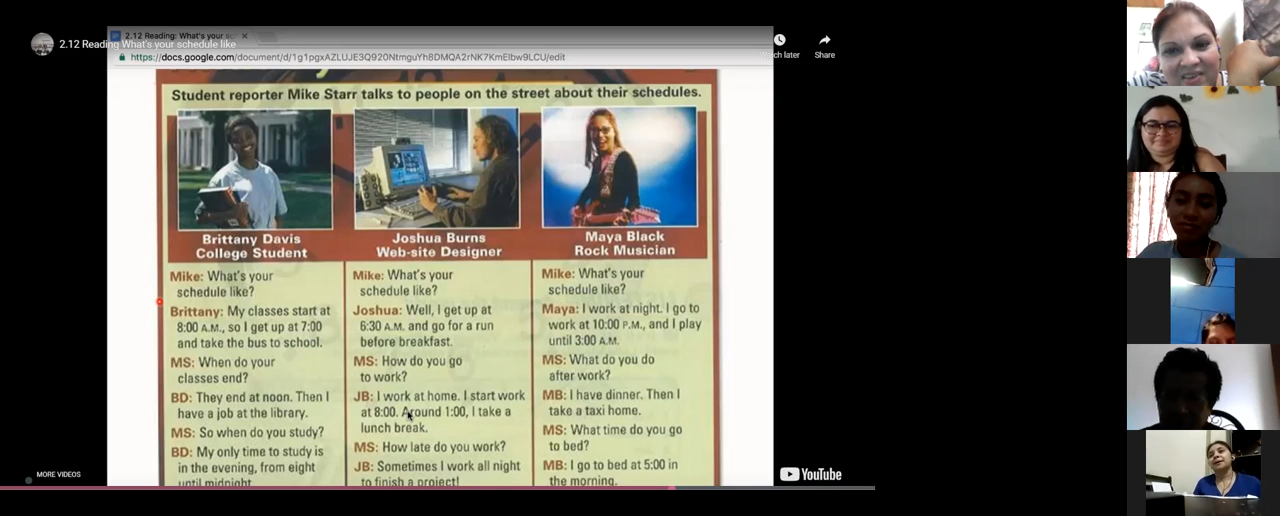 2.12 Reading: What's your sc
2.12 Reading What's your schedule like
https://docs.google.com/document/d/1g1pgxAZLUJE3Q920NtmguYh8DMQA2rNK7KmElbw9LCU/edit
later
Share
Student reporter Mike Starr talks to people on the street about their schedules.
Brittany Davis
College Student
Mike: What's your
schedule like?
Brittany: My classes start at
8:00 A.M., so I get up at 7:00
and take the bus to school.
MS: When do your
classes end?
BD: They end at noon. Then I
have a job at the library.
MS: So when do you study?
BD: My only time to study is
in the evening, from eight
until midnight.
Joshua Burns
Web-site Designer
Mike: What's your
schedule like?
Joshua: Well, I get up at
6:30 A.M. and go for a run
before breakfast.
MS: How do you go
to work?
JB: I work at home. I start work
at 8:00. Around 1:00, I take a
lunch break.
MS: How late do you work?
JB: Sometimes I work all night
to finish a project!
Maya Black
Rock Musician
Mike: What's your
schedule like?
Maya: I work at night. I go to
work at 10:00 P.M., and I play
until 3:00 A.M.
MS: What do you do
after work?
MB: I have dinner. Then I
take a taxi home.
MS: What time do you go
to bed?
MB: I go to bed at 5:00 in
the morning.
MORE VIDEOS
YouTube